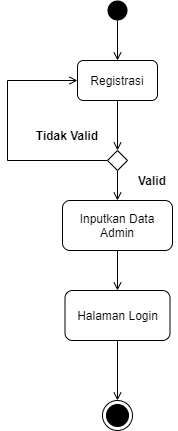 Registrasi
Tidak Valid
Valid
Inputkan Data
Admin
Halaman Login